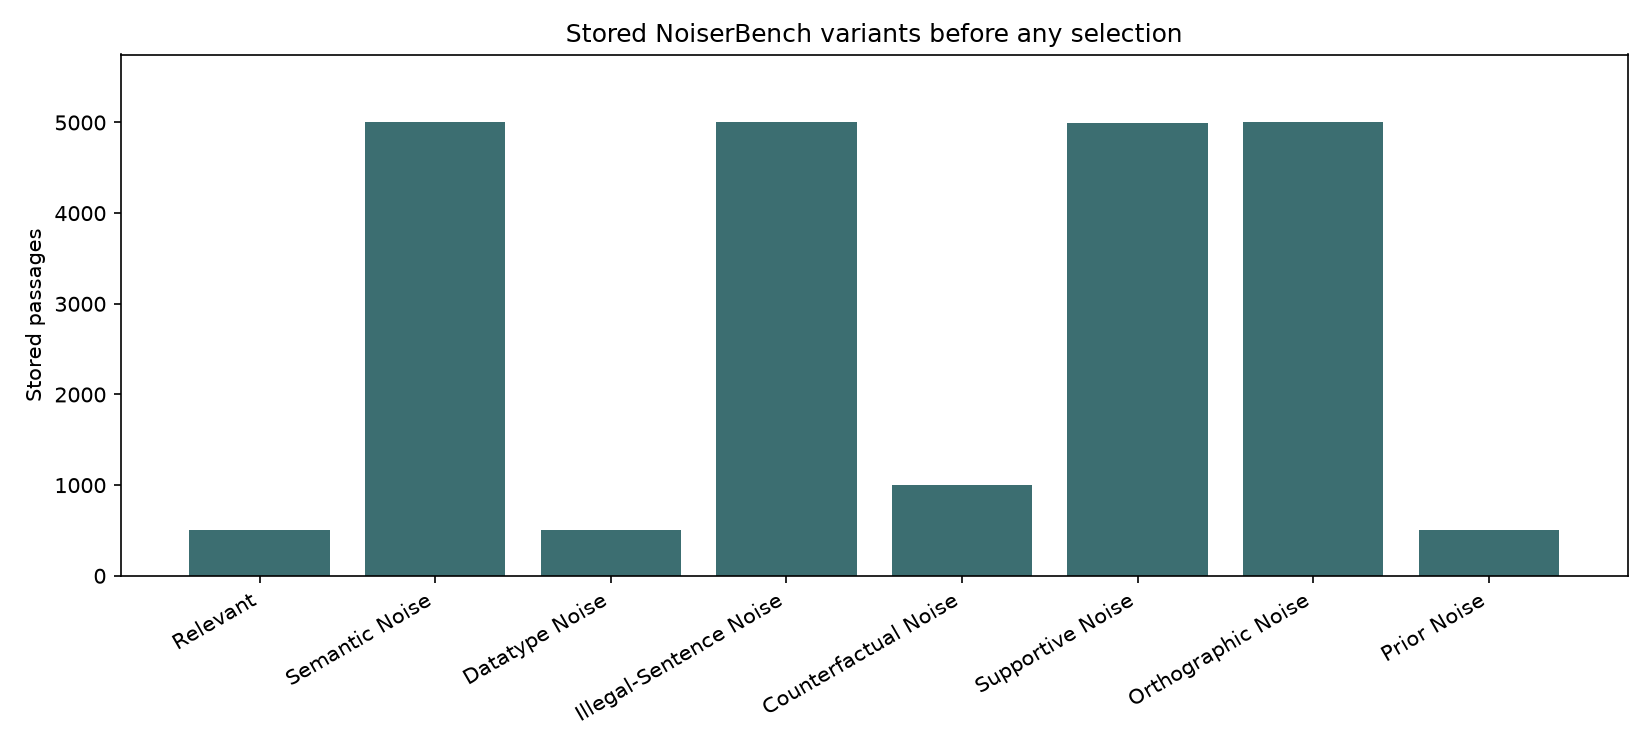 Stored NoiserBench variants before any selection
Stored passages
5000
4000
3000
2000
1000
0
Relevant
Semantic Noise
Datatype Noise
Illegal-Sentence Noise
Counterfactual Noise
Supportive Noise
Orthographic Noise
Prior Noise